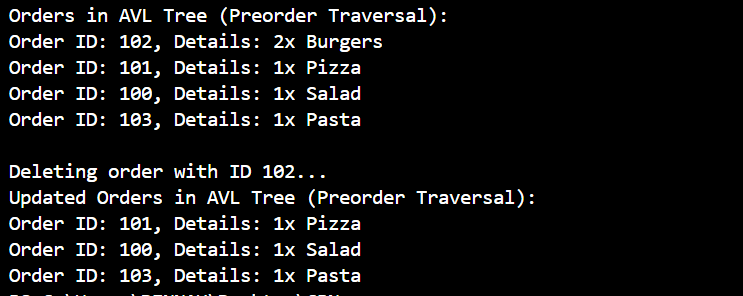 Orders in AVL Tree (Preorder Traversal):
Order ID: 102, Details: 2x Burgers
Order ID: 101, Details: 1x Pizza
Order ID: 100, Details: 1x Salad
Order ID: 103, Details: 1x Pasta
Deleting order with ID 102...
Updated Orders in AVL Tree (Preorder Traversal):
Order ID: 101, Details: 1x Pizza
Order ID: 100, Details: 1x Salad
Order ID: 103, Details: 1x Pasta